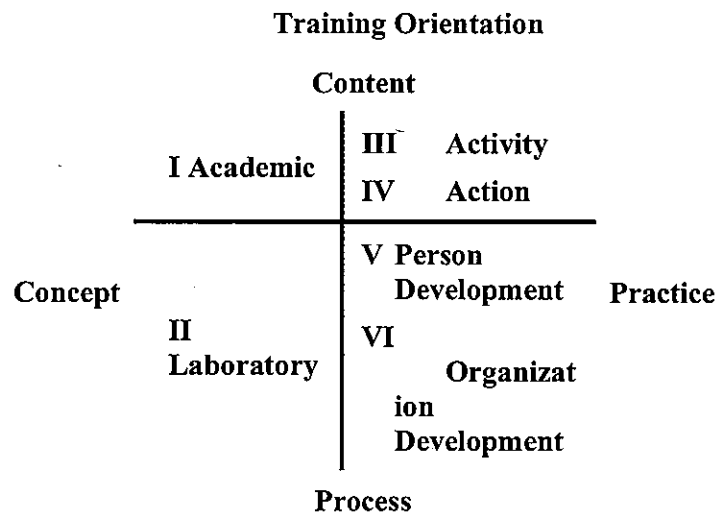 Training Orientation
Content
I Academic
III Activity
IV Action
Concept
V Person
Development
Practice
II
Laboratory
VI
Organizat
ion
Development
Process